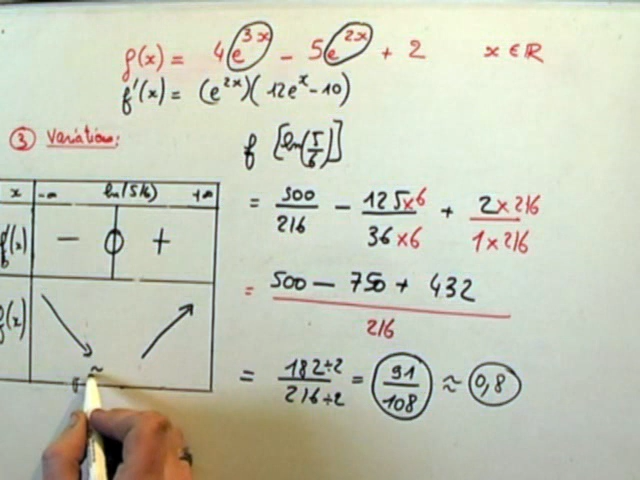 f(x) = 4e^{3x} - 5e^{2x} + 2 x ∈ ℝ
f'(x) = (e^{2x})(12e^x - 10)
③ Variations:
f [ln(5/6)]
x -∞ ln(5/6) +∞
f'(x) - 0 +
f(x) ≈
= 500/216 - 125×6/36×6 + 2×216/1×216
= 500 - 750 + 432 / 216
= 182÷2/216÷2 = 91/108 ≈ 0,8